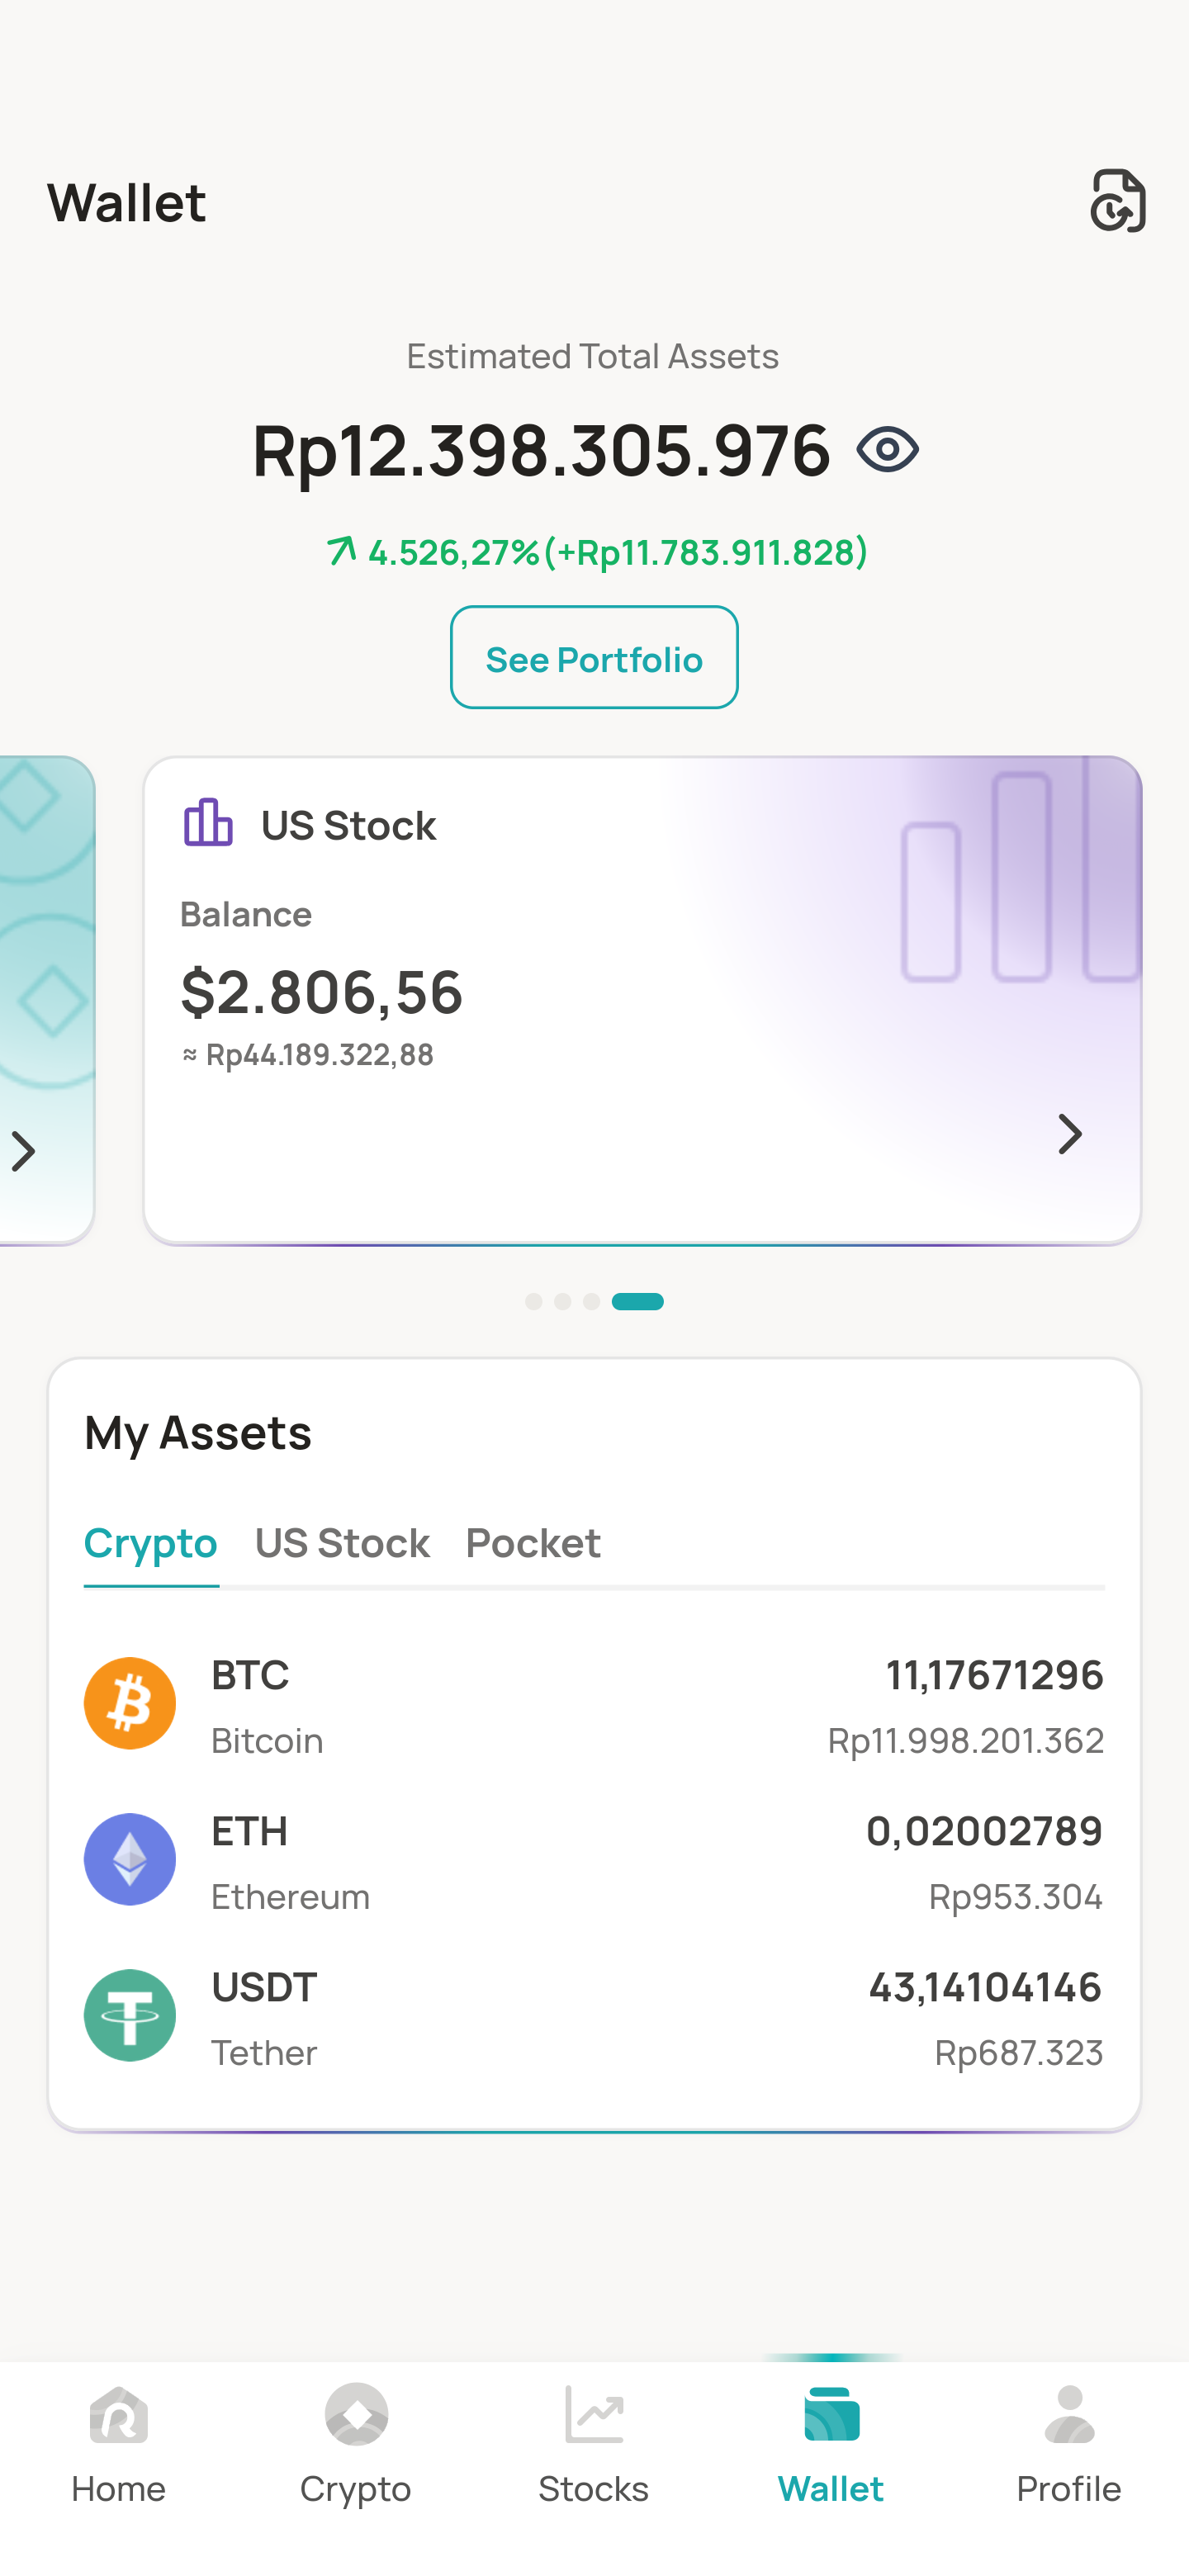 Wallet
Estimated Total Assets
Rp12.398.305.976
4.526,27%(+Rp11.783.911.828)
See Portfolio
US Stock
Balance
$2.806,56
≈ Rp44.189.322,88
My Assets
Crypto US Stock Pocket
BTC 11,17671296
Bitcoin Rp11.998.201.362
ETH 0,02002789
Ethereum Rp953.304
USDT 43,14104146
Tether Rp687.323
Home Crypto Stocks Wallet Profile